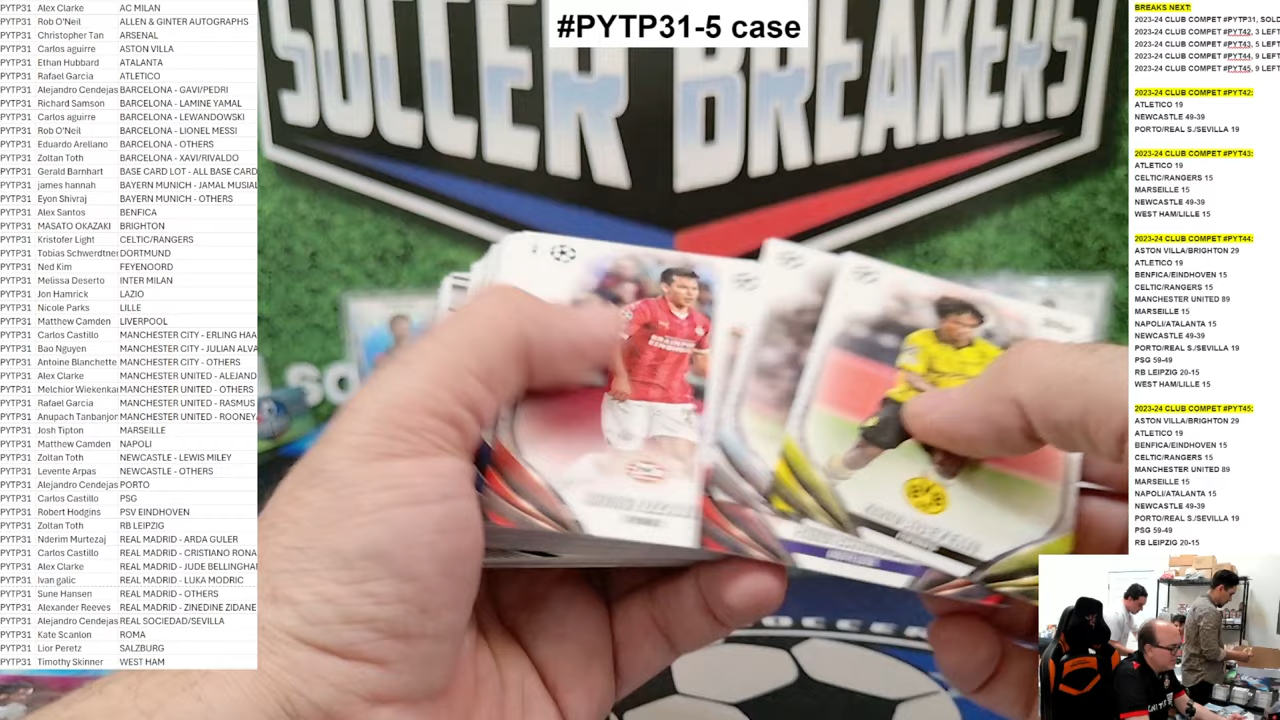 #PYTP31-5 case
PYTP31 Alex Clarke AC MILAN
PYTP31 Rob O'Neil ALLEN & GINTER AUTOGRAPHS
PYTP31 Christopher Tan ARSENAL
PYTP31 Carlos aguirre ASTON VILLA
PYTP31 Ethan Hubbard ATALANTA
PYTP31 Rafael Garcia ATLETICO
PYTP31 Alejandro Cendejas BARCELONA - GAVI/PEDRI
PYTP31 Richard Samson BARCELONA - LAMINE YAMAL
PYTP31 Carlos aguirre BARCELONA - LEWANDOWSKI
PYTP31 Rob O'Neil BARCELONA - LIONEL MESSI
PYTP31 Eduardo Arellano BARCELONA - OTHERS
PYTP31 Zoltan Toth BARCELONA - XAVI/RIVALDO
PYTP31 Gerald Barnhart BASE CARD LOT - ALL BASE CARD
PYTP31 james hannah BAYERN MUNICH - JAMAL MUSIAL
PYTP31 Eyon Shivraj BAYERN MUNICH - OTHERS
PYTP31 Alex Santos BENFICA
PYTP31 MASATO OKAZAKI BRIGHTON
PYTP31 Kristofer Light CELTIC/RANGERS
PYTP31 Tobias Schwerdtner DORTMUND
PYTP31 Ned Kim FEYENOORD
PYTP31 Melissa Deserto INTER MILAN
PYTP31 Jon Hamrick LAZIO
PYTP31 Nicole Parks LILLE
PYTP31 Matthew Camden LIVERPOOL
PYTP31 Carlos Castillo MANCHESTER CITY - ERLING HAA
PYTP31 Bao Nguyen MANCHESTER CITY - JULIAN ALVA
PYTP31 Antoine Blanchette MANCHESTER CITY - OTHERS
PYTP31 Alex Clarke MANCHESTER UNITED - ALEJAND
PYTP31 Melchior Wiekenkar MANCHESTER UNITED - OTHERS
PYTP31 Rafael Garcia MANCHESTER UNITED - RASMUS
PYTP31 Anupach Tanbanjor MANCHESTER UNITED - ROONEY
PYTP31 Josh Tipton MARSEILLE
PYTP31 Matthew Camden NAPOLI
PYTP31 Zoltan Toth NEWCASTLE - LEWIS MILEY
PYTP31 Levente Arpas NEWCASTLE - OTHERS
PYTP31 Alejandro Cendejas PORTO
PYTP31 Carlos Castillo PSG
PYTP31 Robert Hodgins PSV EINDHOVEN
PYTP31 Zoltan Toth RB LEIPZIG
PYTP31 Nderim Murtezaj REAL MADRID - ARDA GULER
PYTP31 Carlos Castillo REAL MADRID - CRISTIANO RONA
PYTP31 Alex Clarke REAL MADRID - JUDE BELLINGHA
PYTP31 Ivan galic REAL MADRID - LUKA MODRIC
PYTP31 Sune Hansen REAL MADRID - OTHERS
PYTP31 Alexander Reeves REAL MADRID - ZINEDINE ZIDANE
PYTP31 Alejandro Cendejas REAL SOCIEDAD/SEVILLA
PYTP31 Kate Scanlon ROMA
PYTP31 Lior Peretz SALZBURG
PYTP31 Timothy Skinner WEST HAM
SOCCER BREAKERS
BREAKS NEXT:
2023-24 CLUB COMPET #PYTP31, SOLD
2023-24 CLUB COMPET #PYT42, 3 LEFT
2023-24 CLUB COMPET #PYT43, 5 LEFT
2023-24 CLUB COMPET #PYT44, 9 LEFT
2023-24 CLUB COMPET #PYT45, 9 LEFT
2023-24 CLUB COMPET #PYT42:
ATLETICO 19
NEWCASTLE 49-39
PORTO/REAL S./SEVILLA 19
2023-24 CLUB COMPET #PYT43:
ATLETICO 19
CELTIC/RANGERS 15
MARSEILLE 15
NEWCASTLE 49-39
WEST HAM/LILLE 15
2023-24 CLUB COMPET #PYT44:
ASTON VILLA/BRIGHTON 29
ATLETICO 19
BENFICA/EINDHOVEN 15
CELTIC/RANGERS 15
MANCHESTER UNITED 89
MARSEILLE 15
NAPOLI/ATALANTA 15
NEWCASTLE 49-39
PORTO/REAL S./SEVILLA 19
PSG 59-49
RB LEIPZIG 20-15
WEST HAM/LILLE 15
2023-24 CLUB COMPET #PYT45:
ASTON VILLA/BRIGHTON 29
ATLETICO 19
BENFICA/EINDHOVEN 15
CELTIC/RANGERS 15
MANCHESTER UNITED 89
MARSEILLE 15
NAPOLI/ATALANTA 15
NEWCASTLE 49-39
PORTO/REAL S./SEVILLA 19
PSG 59-49
RB LEIPZIG 20-15